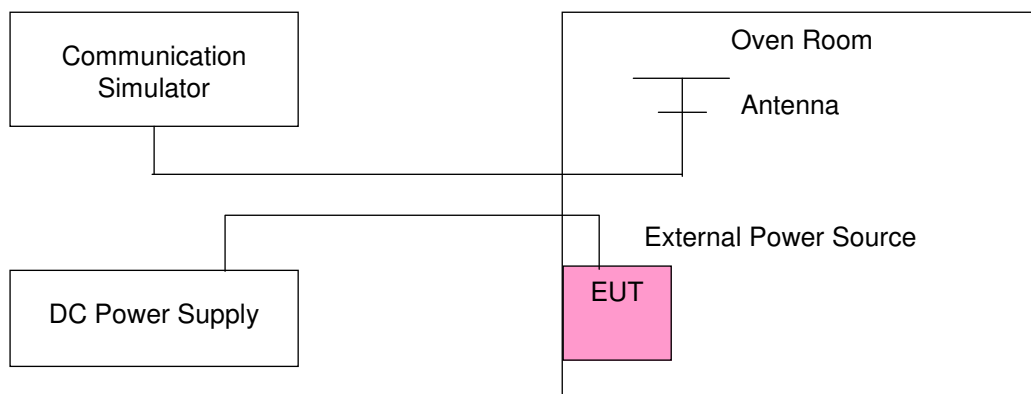 Communication
Simulator
Oven Room
Antenna
External Power Source
DC Power Supply
EUT